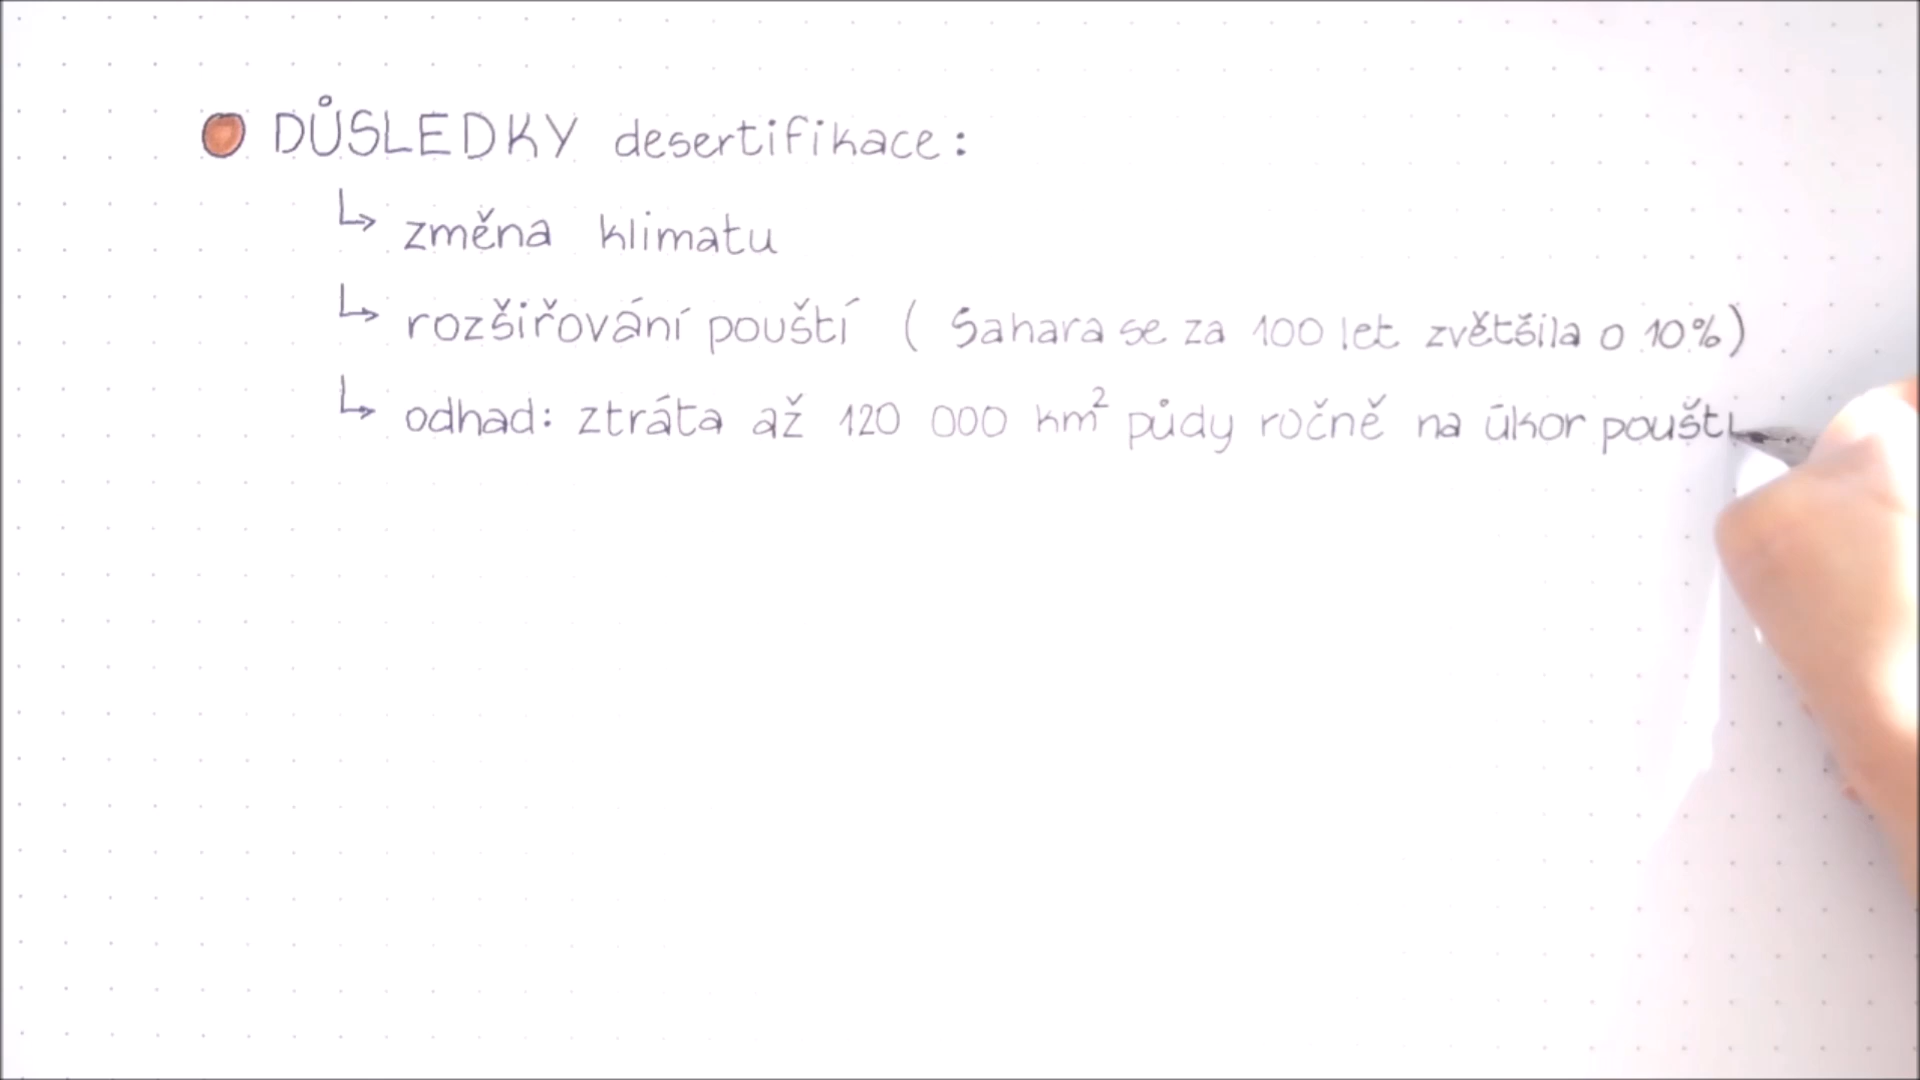 DŮSLEDKY desertifikace:
↳ změna klimatu
↳ rozšiřování pouští ( Sahara se za 100 let zvětšila o 10%)
↳ odhad: ztráta až 120 000 km² půdy ročně na úkor pouští